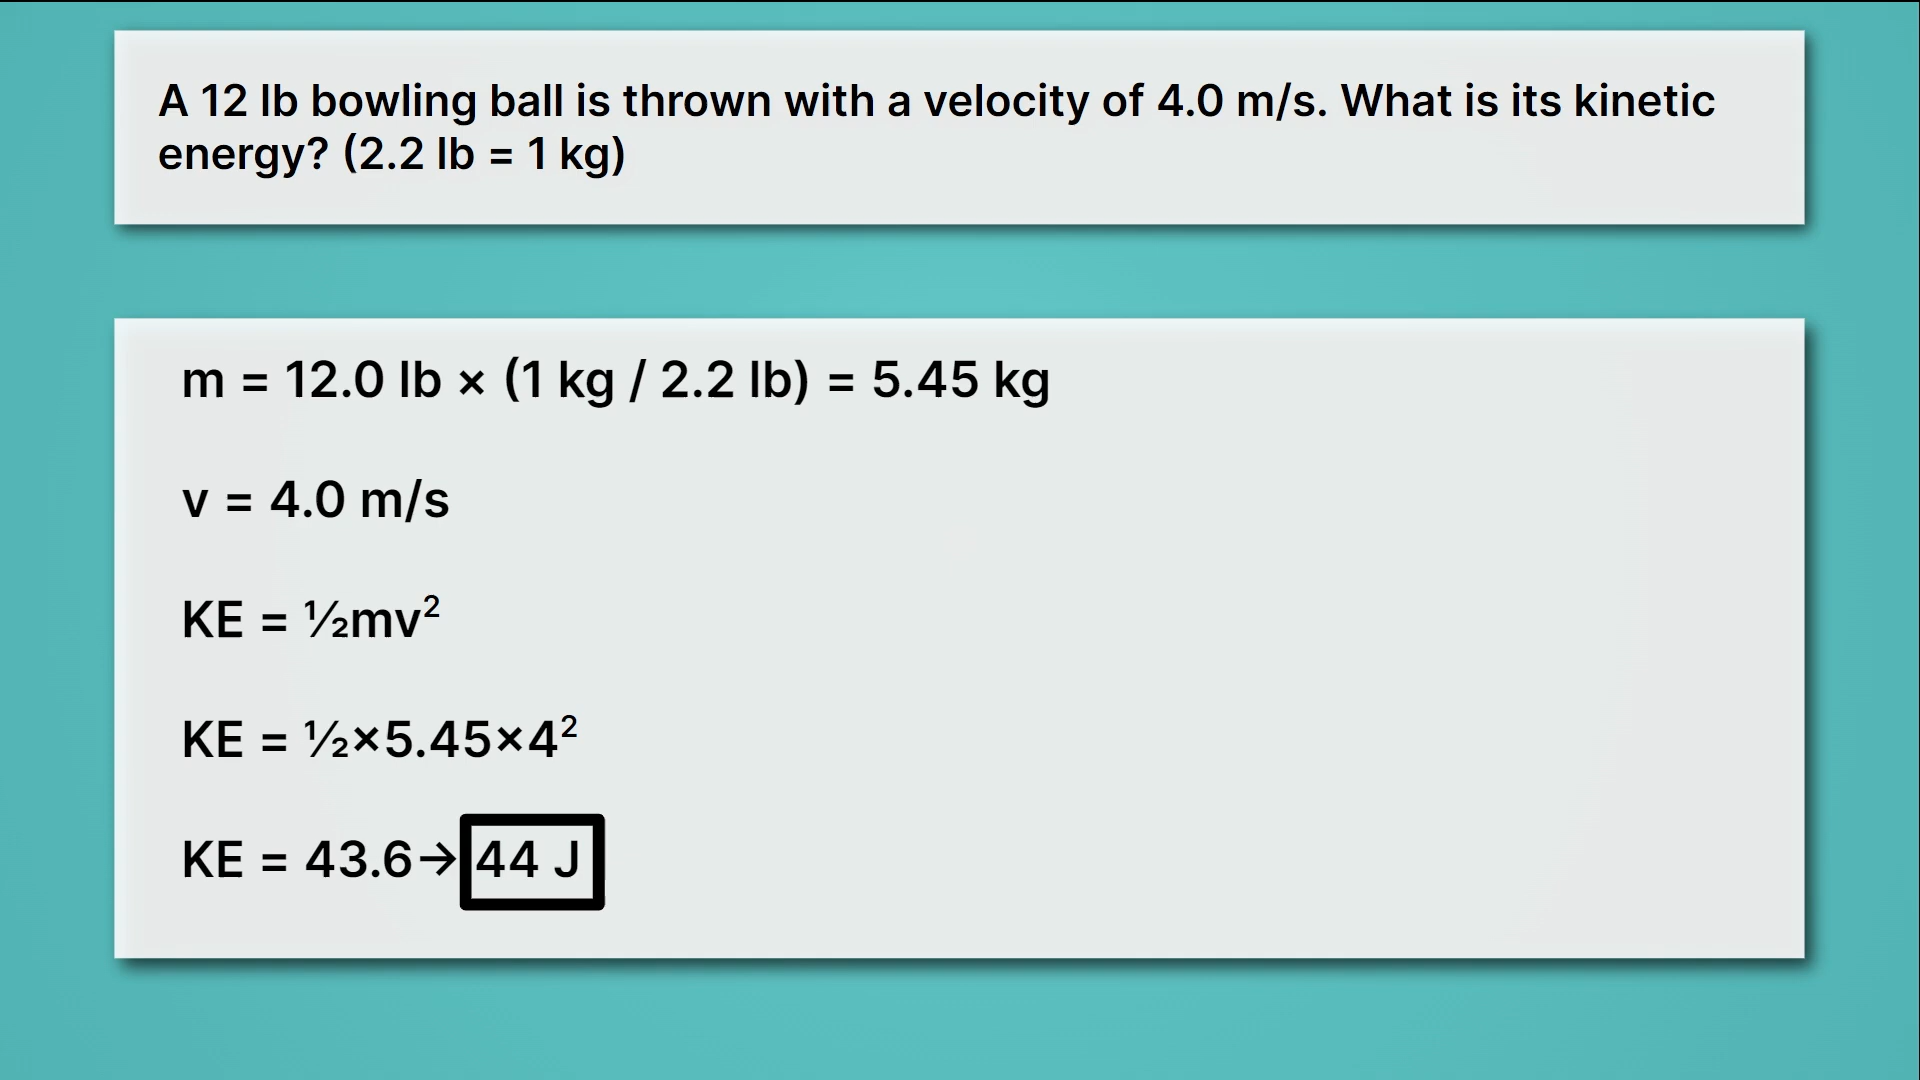 A 12 lb bowling ball is thrown with a velocity of 4.0 m/s. What is its kinetic
energy? (2.2 lb = 1 kg)
m = 12.0 lb × (1 kg / 2.2 lb) = 5.45 kg
v = 4.0 m/s
KE = ½mv²
KE = ½×5.45×4²
KE = 43.6→44 J